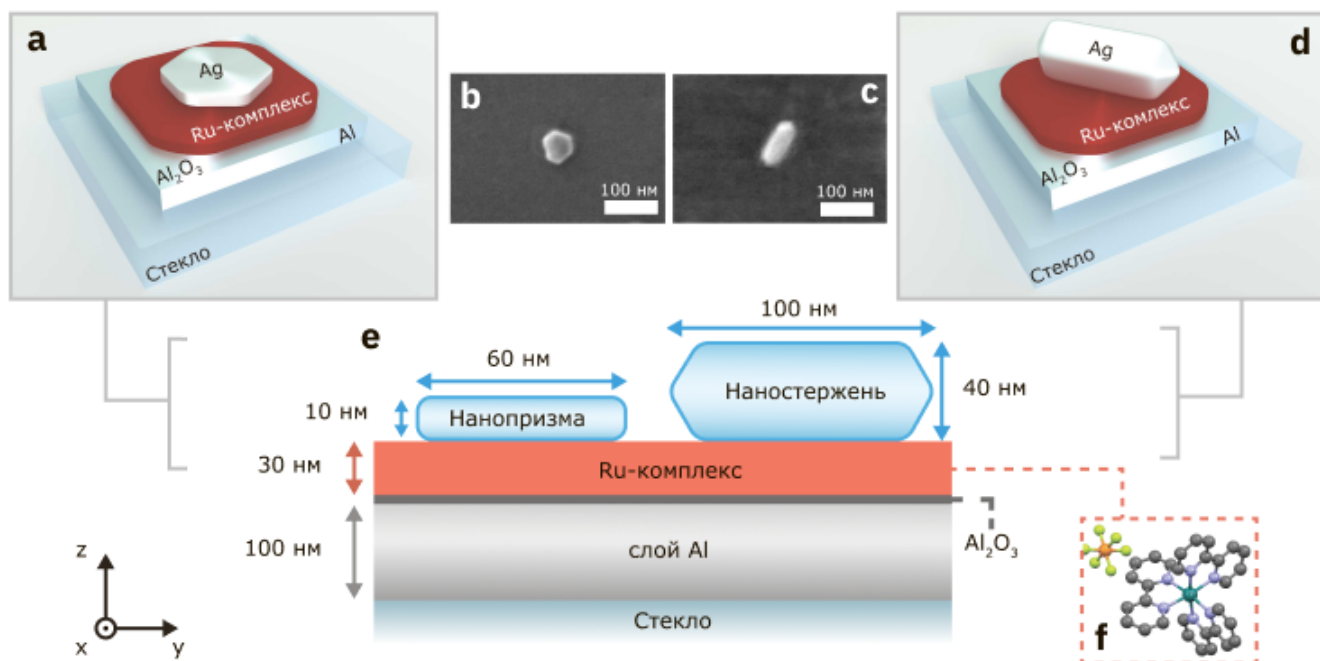 a
Ag
Ru-комплекс
Al
Al₂O₃
Стекло
b
100 нм
c
100 нм
d
Ag
Ru-комлекс
Al
Al₂O₃
Стекло
e
60 нм
10 нм
Нанопризма
100 нм
40 нм
Наностержень
30 нм
Ru-комплекс
100 нм
слой Al
Al₂O₃
Стекло
z
x
y
f